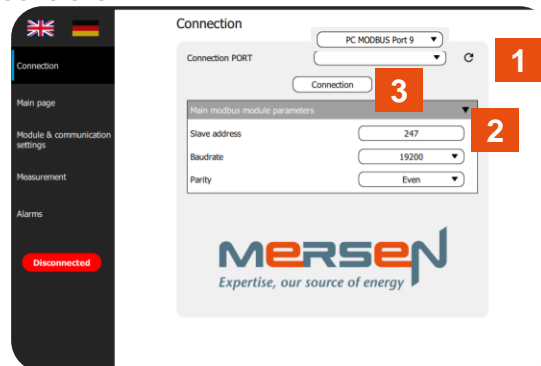 Connection
PC MODBUS Port 9
Connection PORT
1
Connection
3
Main modbus module parameters
2
Slave address 247
Baudrate 19200
Parity Even
Connection
Main page
Module & communication
settings
Measurement
Alarms
Disconnected
MERSEN
Expertise, our source of energy